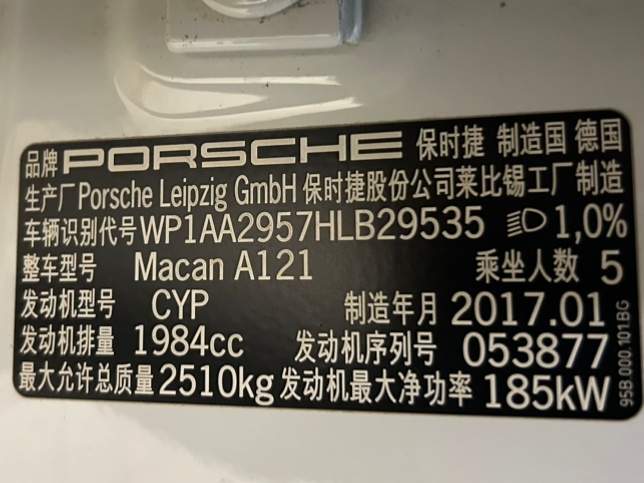 品牌 PORSCHE 保时捷 制造国 德国
生产厂 Porsche Leipzig GmbH 保时捷股份公司莱比锡工厂制造
车辆识别代号 WP1AA2957HLB29535 1,0%
整车型号 Macan A121 乘坐人数 5
发动机型号 CYP 制造年月 2017.01
发动机排量 1984cc 发动机序列号 053877
最大允许总质量 2510kg 发动机最大净功率 185kW
95B 000.101.BG